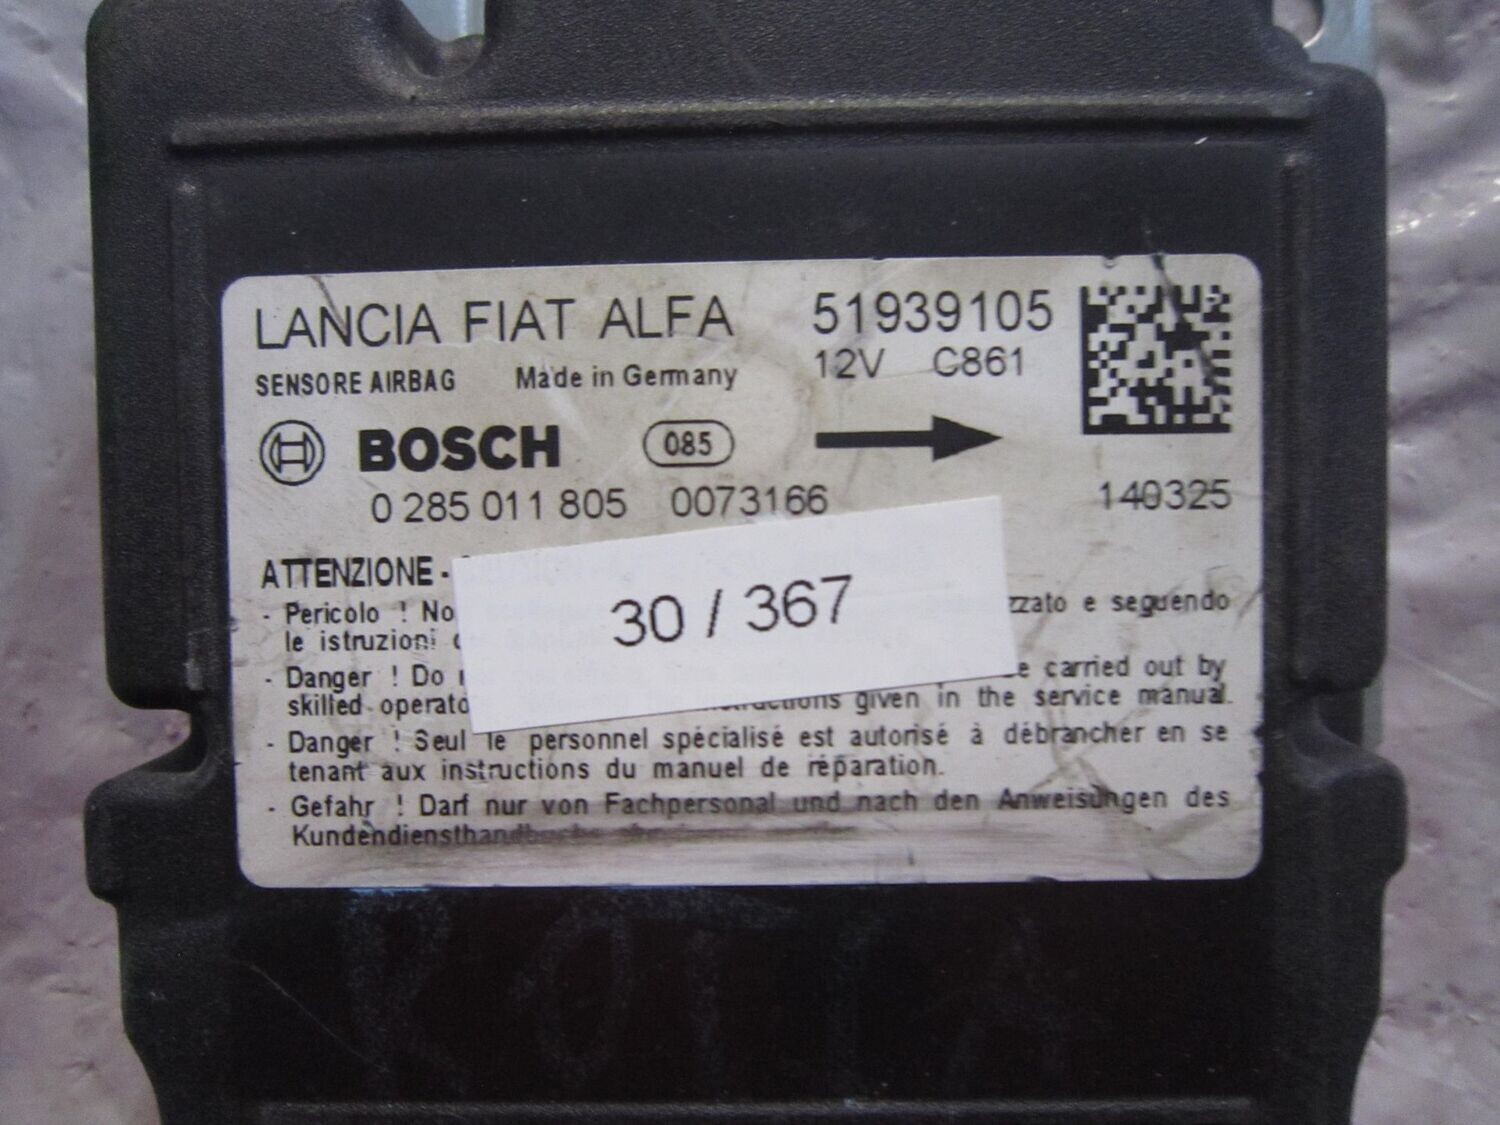 LANCIA FIAT ALFA 51939105
SENSORE AIRBAG Made in Germany 12V C861
BOSCH 085
0 285 011 805 0073166 140325
ATTENZIONE -
30 / 367
- Pericolo ! No e seguendo
le istruzioni
- Danger ! Do carried out by
skilled operato given in the service manual.
- Danger ! Seul le personnel spécialisé est autorisé à débrancher en se
tenant aux instructions du manuel de réparation.
- Gefahr ! Darf nur von Fachpersonal und nach den Anweisungen des